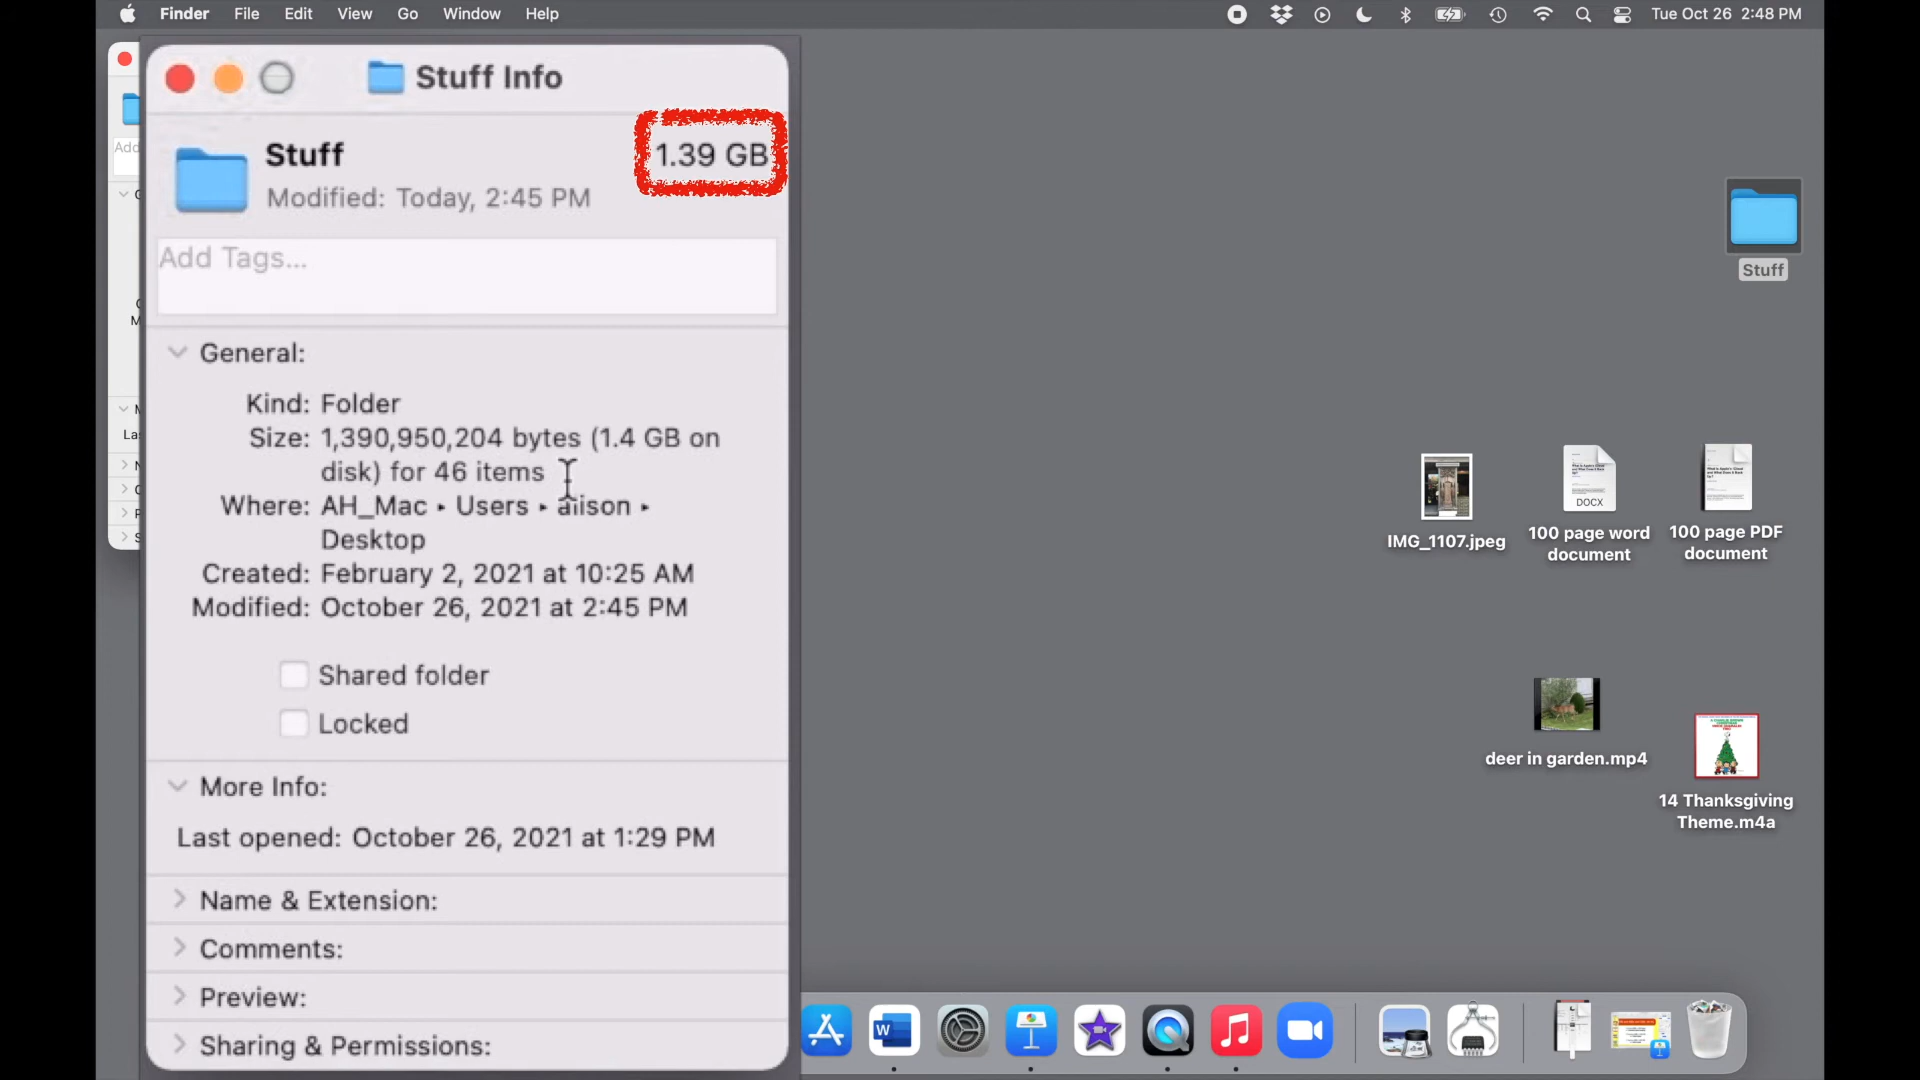 Finder File Edit View Go Window Help
Tue Oct 26 2:48 PM
Stuff Info
Stuff
1.39 GB
Modified: Today, 2:45 PM
Add Tags...
General:
Kind: Folder
Size: 1,390,950,204 bytes (1.4 GB on
disk) for 46 items
Where: AH_Mac ▸ Users ▸ alison ▸
Desktop
Created: February 2, 2021 at 10:25 AM
Modified: October 26, 2021 at 2:45 PM
Shared folder
Locked
More Info:
Last opened: October 26, 2021 at 1:29 PM
Name & Extension:
Comments:
Preview:
Sharing & Permissions:
Add
La
Stuff
IMG_1107.jpeg
DOCX
100 page word
document
100 page PDF
document
deer in garden.mp4
14 Thanksgiving
Theme.m4a
W